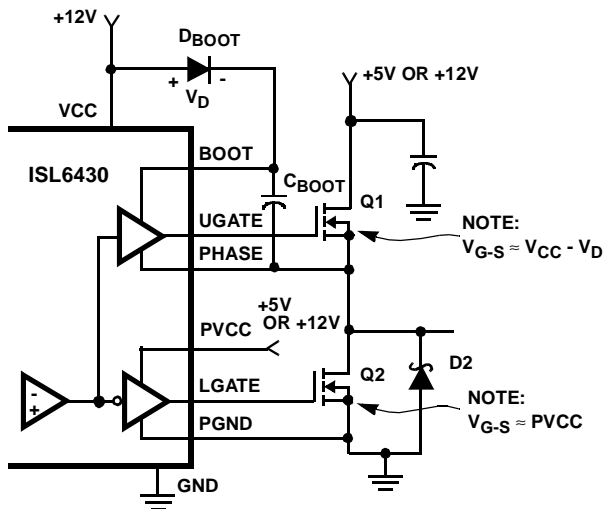 +12V
DBOOT
+ -
VD
+5V OR +12V
VCC
BOOT
ISL6430
CBOOT
Q1
UGATE
NOTE:
VG-S ≈ VCC - VD
PHASE
+5V
OR +12V
PVCC
D2
Q2
LGATE
- +
NOTE:
VG-S ≈ PVCC
PGND
GND